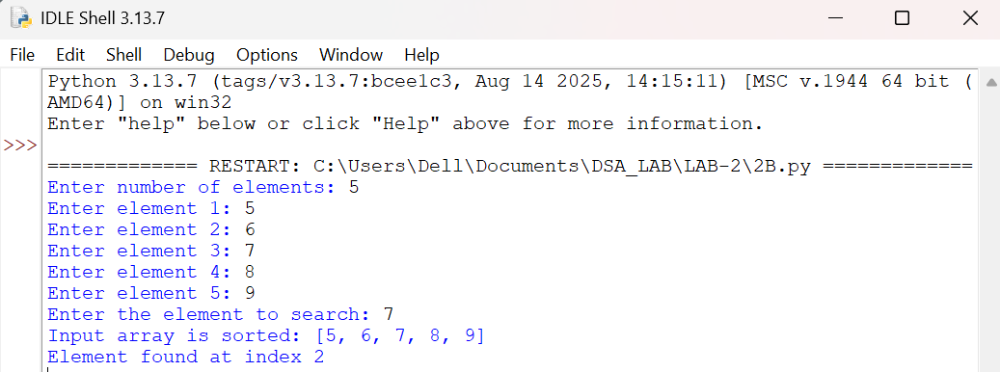 IDLE Shell 3.13.7
File Edit Shell Debug Options Window Help
Python 3.13.7 (tags/v3.13.7:bcee1c3, Aug 14 2025, 14:15:11) [MSC v.1944 64 bit (
AMD64)] on win32
Enter "help" below or click "Help" above for more information.
>>>
============= RESTART: C:\Users\Dell\Documents\DSA_LAB\LAB-2\2B.py =============
Enter number of elements: 5
Enter element 1: 5
Enter element 2: 6
Enter element 3: 7
Enter element 4: 8
Enter element 5: 9
Enter the element to search: 7
Input array is sorted: [5, 6, 7, 8, 9]
Element found at index 2